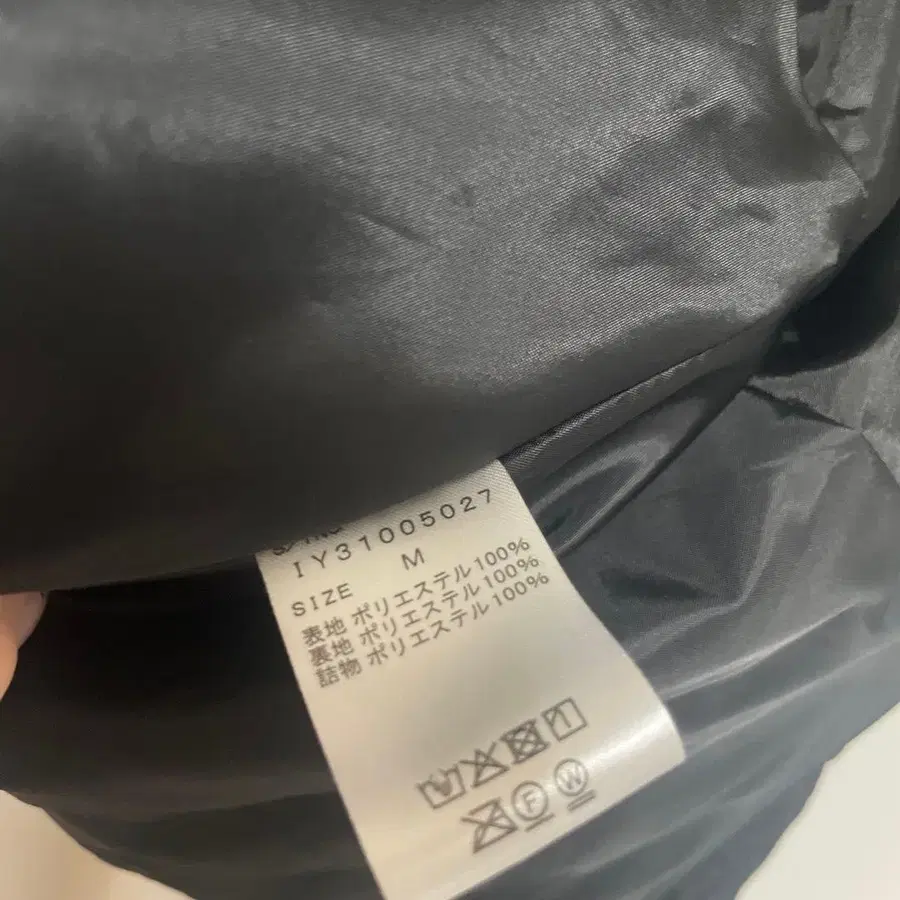 IY31005027
SIZE M
表地 ポリエステル100%
裏地 ポリエステル100%
詰物 ポリエステル100%
F W